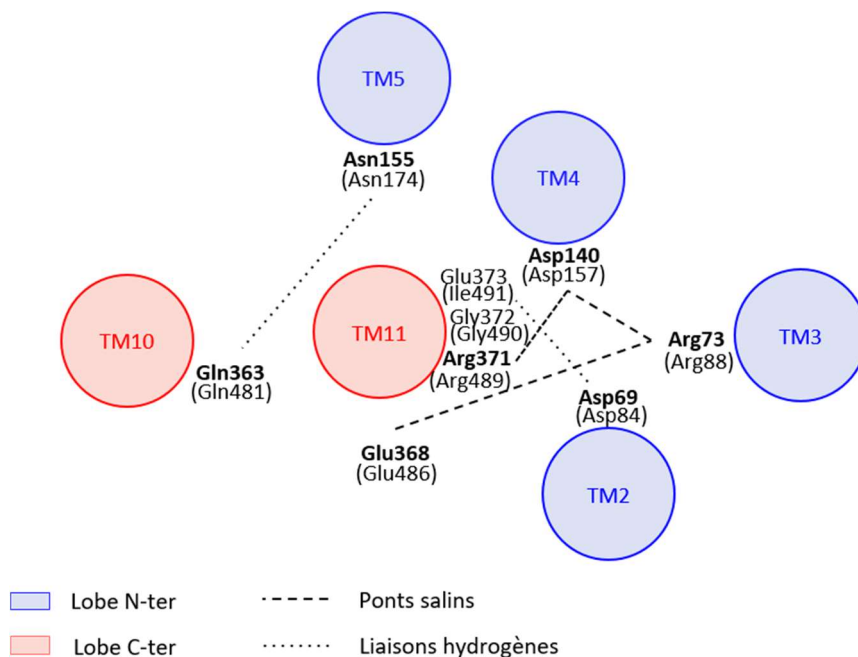 TM5
Asn155
(Asn174)
TM4
Asp140
(Asp157)
Glu373
(Ile491)
Gly372
(Gly490)
TM11
Arg371
(Arg489)
TM10
Gln363
(Gln481)
Arg73
(Arg88)
TM3
Asp69
(Asp84)
Glu368
(Glu486)
TM2
Lobe N-ter
Ponts salins
Lobe C-ter
Liaisons hydrogènes